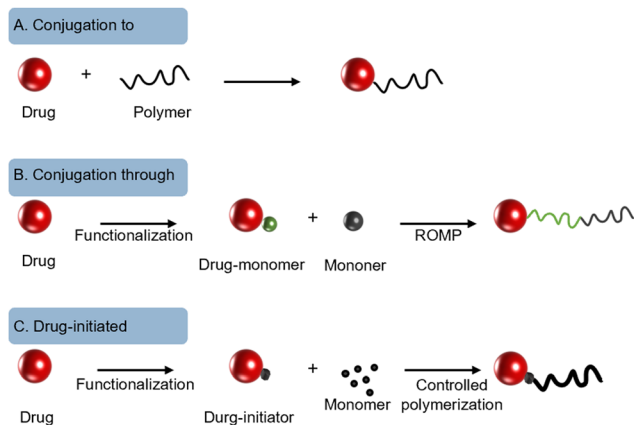 A. Conjugation to
+
Drug
Polymer
B. Conjugation through
+
Functionalization
ROMP
Drug
Drug-monomer
Mononer
C. Drug-initiated
+
Functionalization
Controlled
polymerization
Drug
Durg-initiator
Monomer